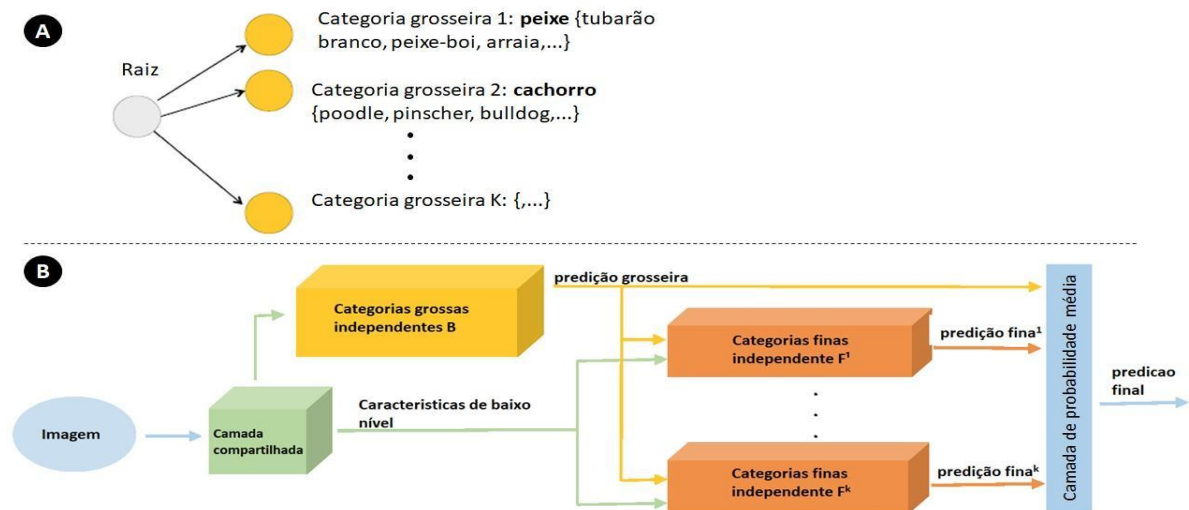 A
Categoria grosseira 1: peixe {tubarão
branco, peixe-boi, arraia,...}
Raiz
Categoria grosseira 2: cachorro
{poodle, pinscher, bulldog,...}
Categoria grosseira K: {,...}
B
predição grosseira
Categorias grossas
independentes B
Categorias finas
independente F¹
predição fina¹
Camada de probabilidade média
predicao
final
Imagem
Camada
compartilhada
Caracteristicas de baixo
nível
Categorias finas
independente Fᵏ
predição finaᵏ